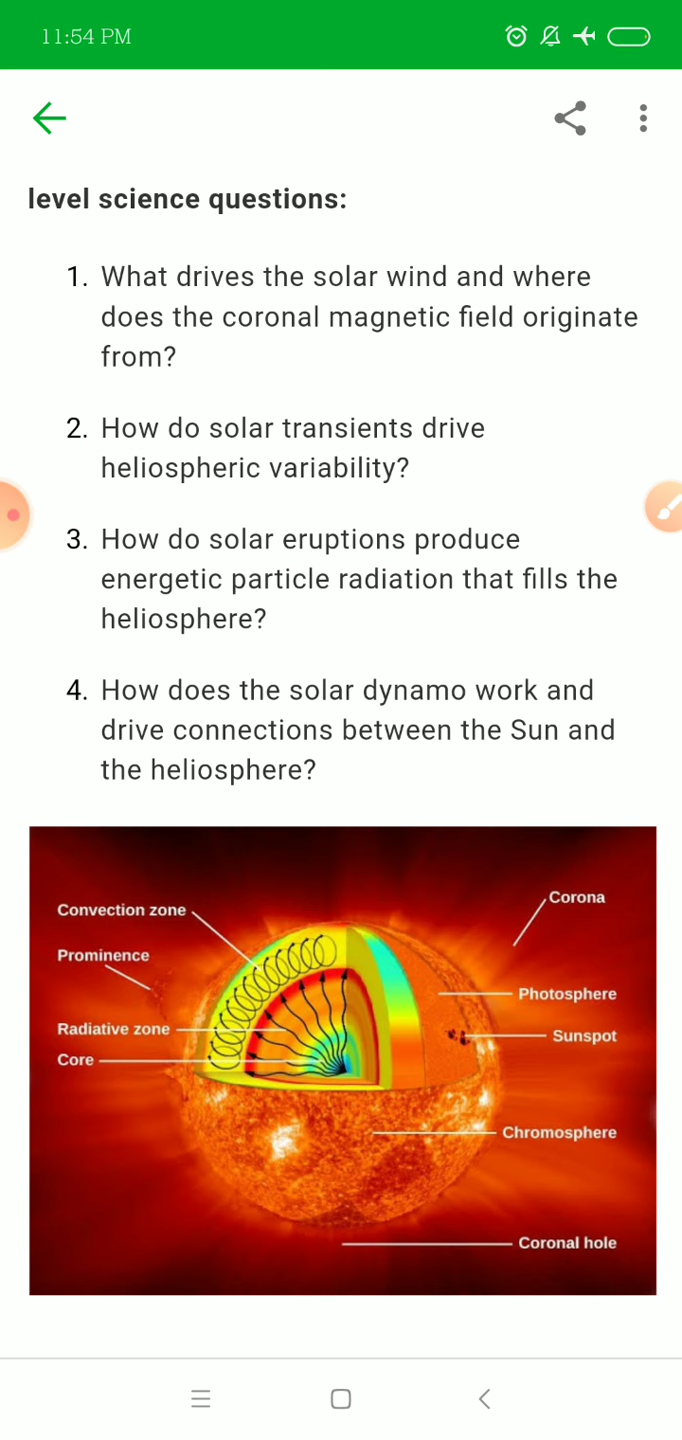 11:54 PM
level science questions:
1. What drives the solar wind and where
does the coronal magnetic field originate
from?
2. How do solar transients drive
heliospheric variability?
3. How do solar eruptions produce
energetic particle radiation that fills the
heliosphere?
4. How does the solar dynamo work and
drive connections between the Sun and
the heliosphere?
Convection zone
Corona
Prominence
Photosphere
Radiative zone
Sunspot
Core
Chromosphere
Coronal hole